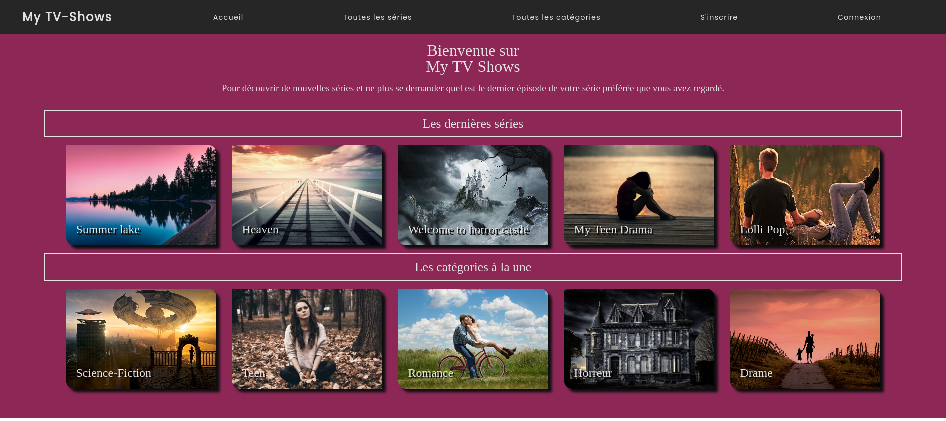 My TV-Shows
Accueil
Toutes les séries
Toutes les catégories
S'inscrire
Connexion
Bienvenue sur
My TV Shows
Pour découvrir de nouvelles séries et ne plus se demander quel est le dernier épisode de votre série préférée que vous avez regardé.
Les dernières séries
Summer lake
Heaven
Welcome to horror castle
My Teen Drama
Lolli Pop
Les catégories à la une
Science-Fiction
Teen
Romance
Horreur
Drame